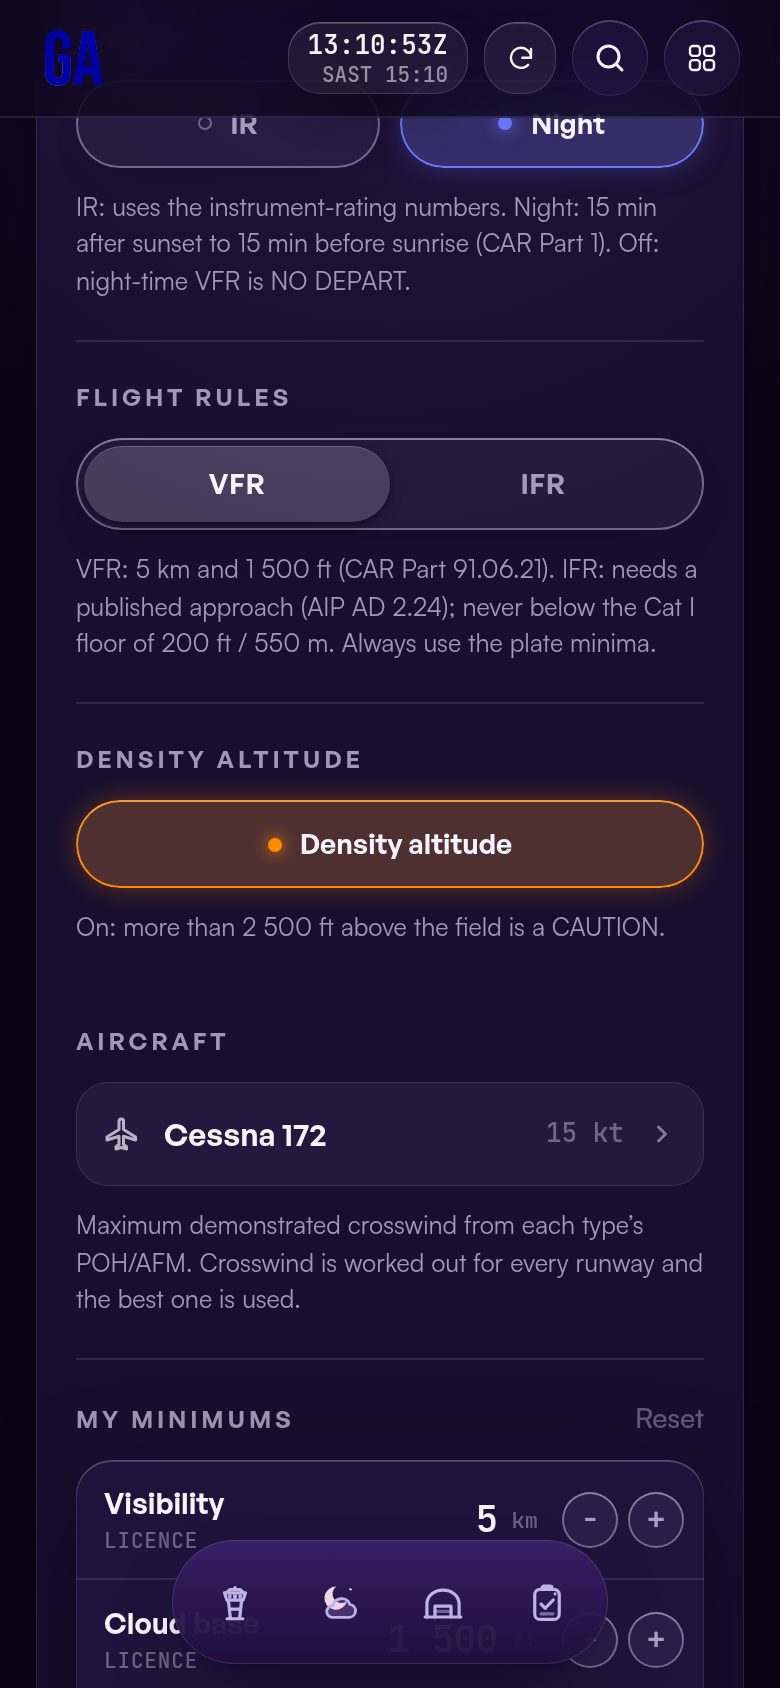 GA
13:10:53Z
SAST 15:10
IR
Night
IR: uses the instrument-rating numbers. Night: 15 min
after sunset to 15 min before sunrise (CAR Part 1). Off:
night-time VFR is NO DEPART.
FLIGHT RULES
VFR
IFR
VFR: 5 km and 1 500 ft (CAR Part 91.06.21). IFR: needs a
published approach (AIP AD 2.24); never below the Cat I
floor of 200 ft / 550 m. Always use the plate minima.
DENSITY ALTITUDE
Density altitude
On: more than 2 500 ft above the field is a CAUTION.
AIRCRAFT
Cessna 172
15 kt
Maximum demonstrated crosswind from each type’s
POH/AFM. Crosswind is worked out for every runway and
the best one is used.
MY MINIMUMS
Reset
Visibility
LICENCE
5 km
-
+
Cloud base
LICENCE
1 500 ft
-
+